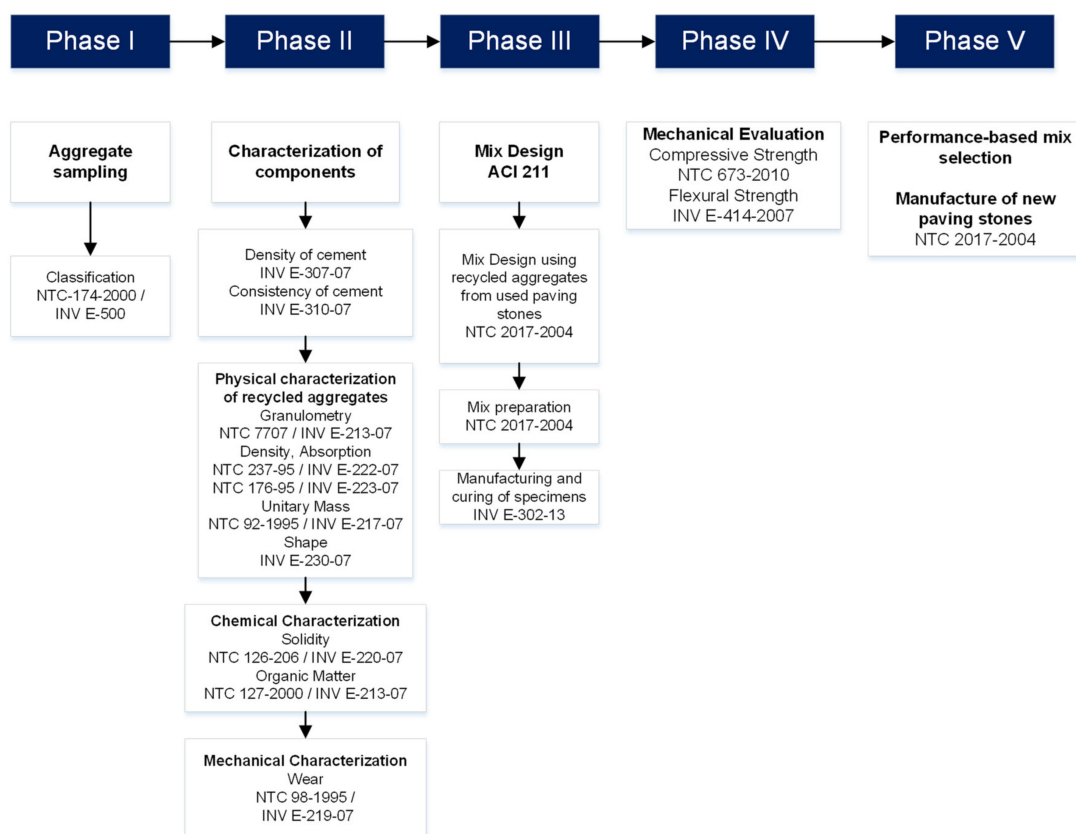 Phase I
Phase II
Phase III
Phase IV
Phase V
Aggregate
sampling
Classification
NTC-174-2000 /
INV E-500
Characterization of
components
Density of cement
INV E-307-07
Consistency of cement
INV E-310-07
Physical characterization
of recycled aggregates
Granulometry
NTC 7707 / INV E-213-07
Density, Absorption
NTC 237-95 / INV E-222-07
NTC 176-95 / INV E-223-07
Unitary Mass
NTC 92-1995 / INV E-217-07
Shape
INV E-230-07
Chemical Characterization
Solidity
NTC 126-206 / INV E-220-07
Organic Matter
NTC 127-2000 / INV E-213-07
Mechanical Characterization
Wear
NTC 98-1995 /
INV E-219-07
Mix Design
ACI 211
Mix Design using
recycled aggregates
from used paving
stones
NTC 2017-2004
Mix preparation
NTC 2017-2004
Manufacturing and
curing of specimens
INV E-302-13
Mechanical Evaluation
Compressive Strength
NTC 673-2010
Flexural Strength
INV E-414-2007
Performance-based mix
selection
Manufacture of new
paving stones
NTC 2017-2004